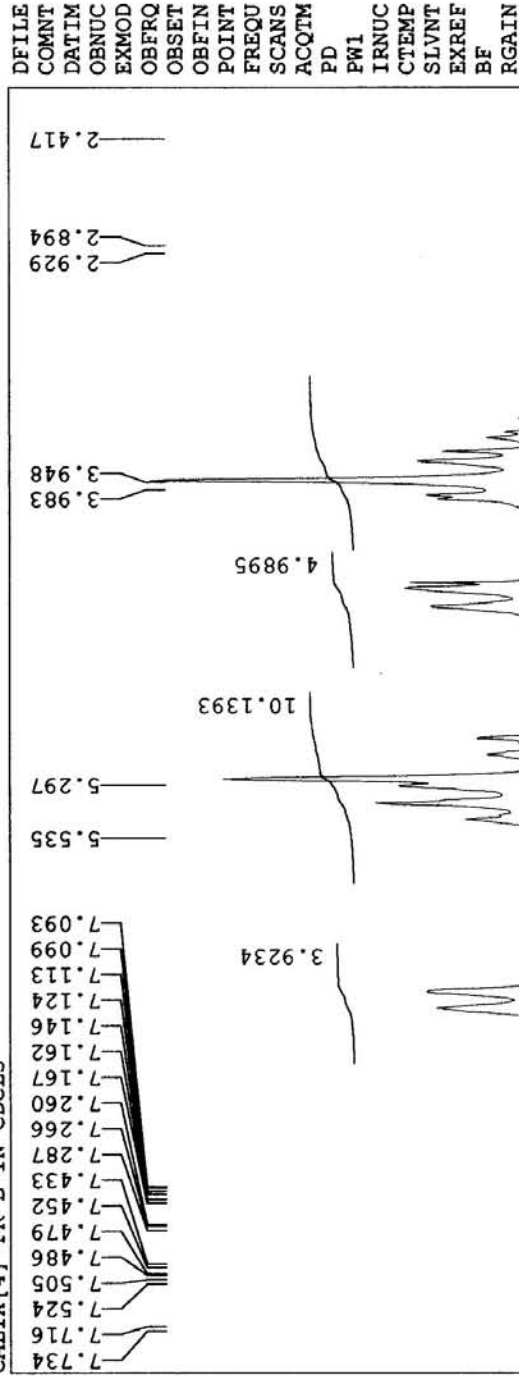 CALIX[4] IN CDCL3
7.734
7.716
7.524
7.505
7.486
7.479
7.452
7.433
7.287
7.266
7.260
7.167
7.162
7.146
7.124
7.113
7.099
7.093
5.535
5.297
3.983
3.948
2.929
2.894
2.417
3.9234
10.1393
4.9895
DFILE
COMNT
DATIM
OBNUC
EXMOD
OBFRQ
OBSET
OBFIN
POINT
FREQU
SCANS
ACQTM
PD
PW1
IRNUC
CTEMP
SLVNT
EXREF
BF
RGAIN